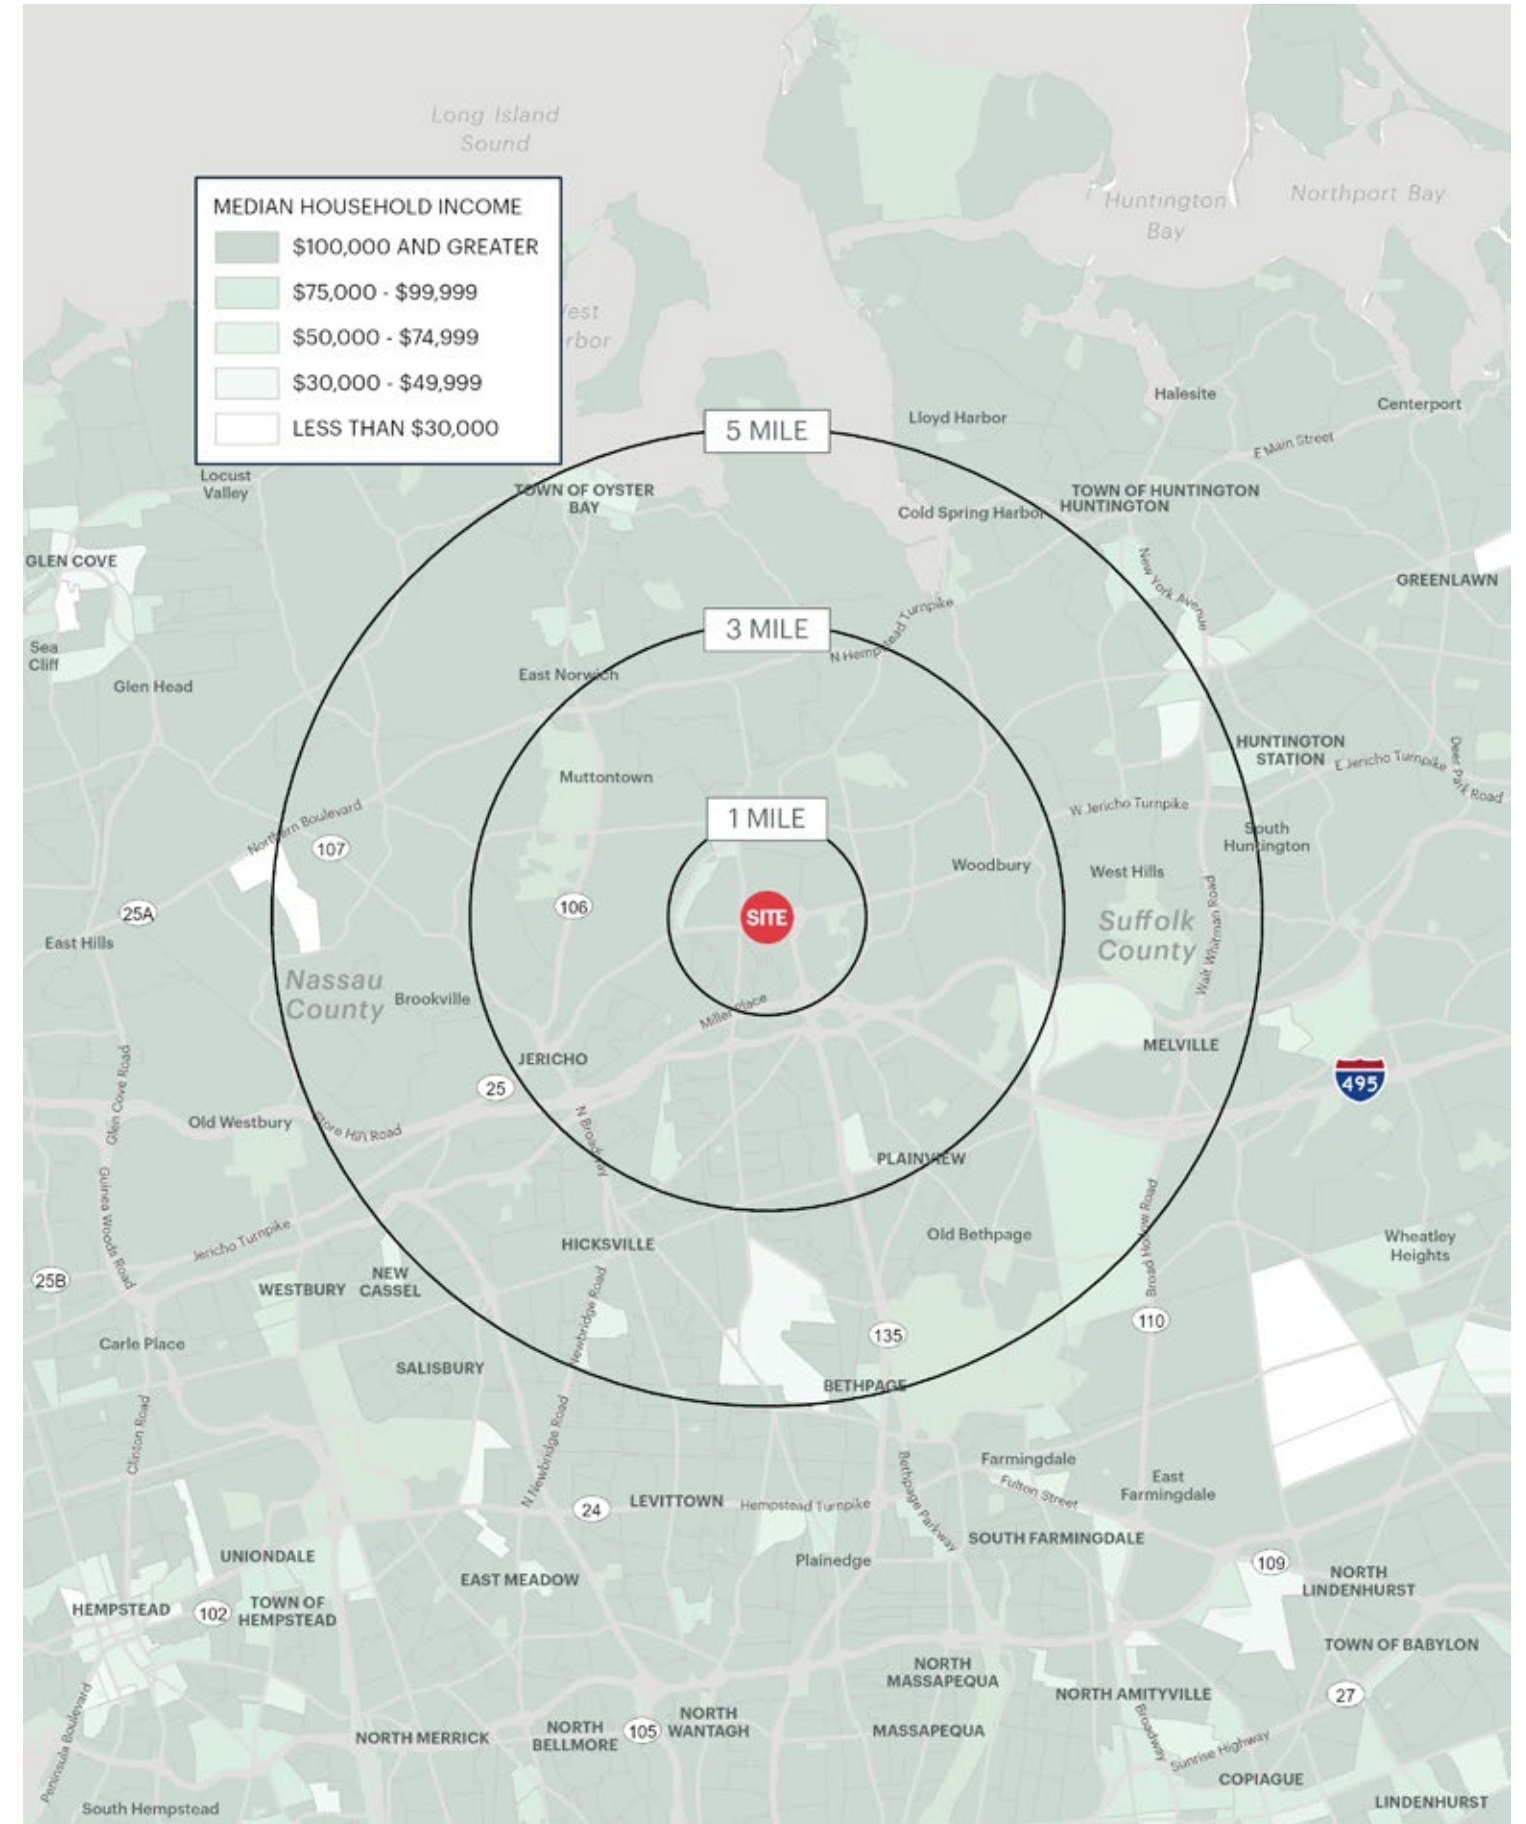 Long Island
Sound
Huntington
Bay
Northport Bay
MEDIAN HOUSEHOLD INCOME
$100,000 AND GREATER
$75,000 - $99,999
$50,000 - $74,999
$30,000 - $49,999
LESS THAN $30,000
est
rbor
Halesite
Centerport
Lloyd Harbor
5 MILE
E Main Street
Locust
Valley
TOWN OF OYSTER
BAY
TOWN OF HUNTINGTON
HUNTINGTON
Cold Spring Harbor
GLEN COVE
New York Avenue
GREENLAWN
N Hempstead Turnpike
3 MILE
Sea
Cliff
Glen Head
East Norwich
HUNTINGTON
STATION
E Jericho Turnpike
Deer Park Road
Muttontown
1 MILE
W Jericho Turnpike
Northern Boulevard
107
South
Huntington
Woodbury
West Hills
25A
106
SITE
Suffolk
County
Walt Whitman Road
East Hills
Nassau
County
Brookville
Miller Place
JERICHO
MELVILLE
25
495
Glen Cove Road
Old Westbury
Store Hill Road
N Broadway
PLAINVIEW
Guinea Woods Road
Jericho Turnpike
HICKSVILLE
Old Bethpage
Broad Hollow Road
Wheatley
Heights
25B
WESTBURY
NEW
CASSEL
Newbridge Road
135
110
Carle Place
SALISBURY
BETHPAGE
Clinton Road
N Newbridge Road
Bethpage Parkway
Farmingdale
Fulton Street
East
Farmingdale
24
LEVITTOWN
Hempstead Turnpike
SOUTH FARMINGDALE
UNIONDALE
Plainedge
109
NORTH
LINDENHURST
EAST MEADOW
HEMPSTEAD
102
TOWN OF
HEMPSTEAD
TOWN OF BABYLON
NORTH
MASSAPEQUA
NORTH AMITYVILLE
27
Peninsula Boulevard
NORTH MERRICK
NORTH
BELLMORE
105
NORTH
WANTAGH
MASSAPEQUA
Broadway
Sunrise Highway
COPIAGUE
South Hempstead
LINDENHURST